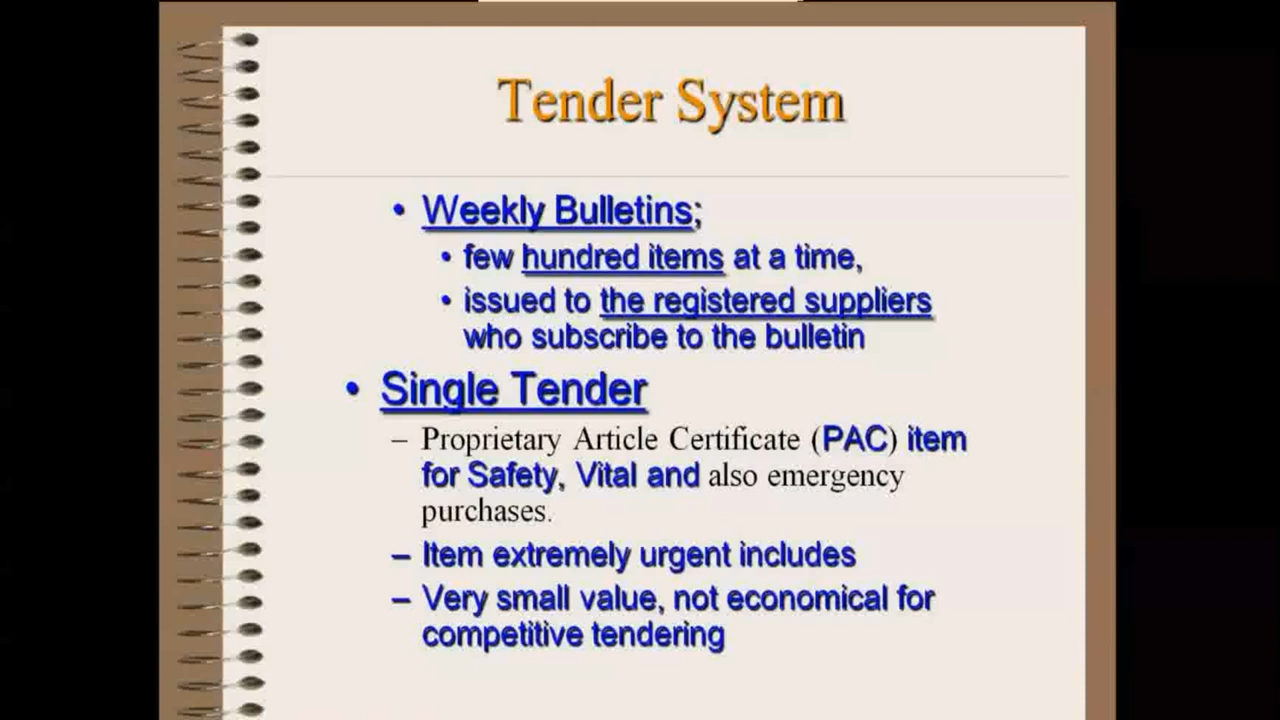 Tender System
• Weekly Bulletins;
• few hundred items at a time,
• issued to the registered suppliers
who subscribe to the bulletin
• Single Tender
– Proprietary Article Certificate (PAC) item
for Safety, Vital and also emergency
purchases.
– Item extremely urgent includes
– Very small value, not economical for
competitive tendering